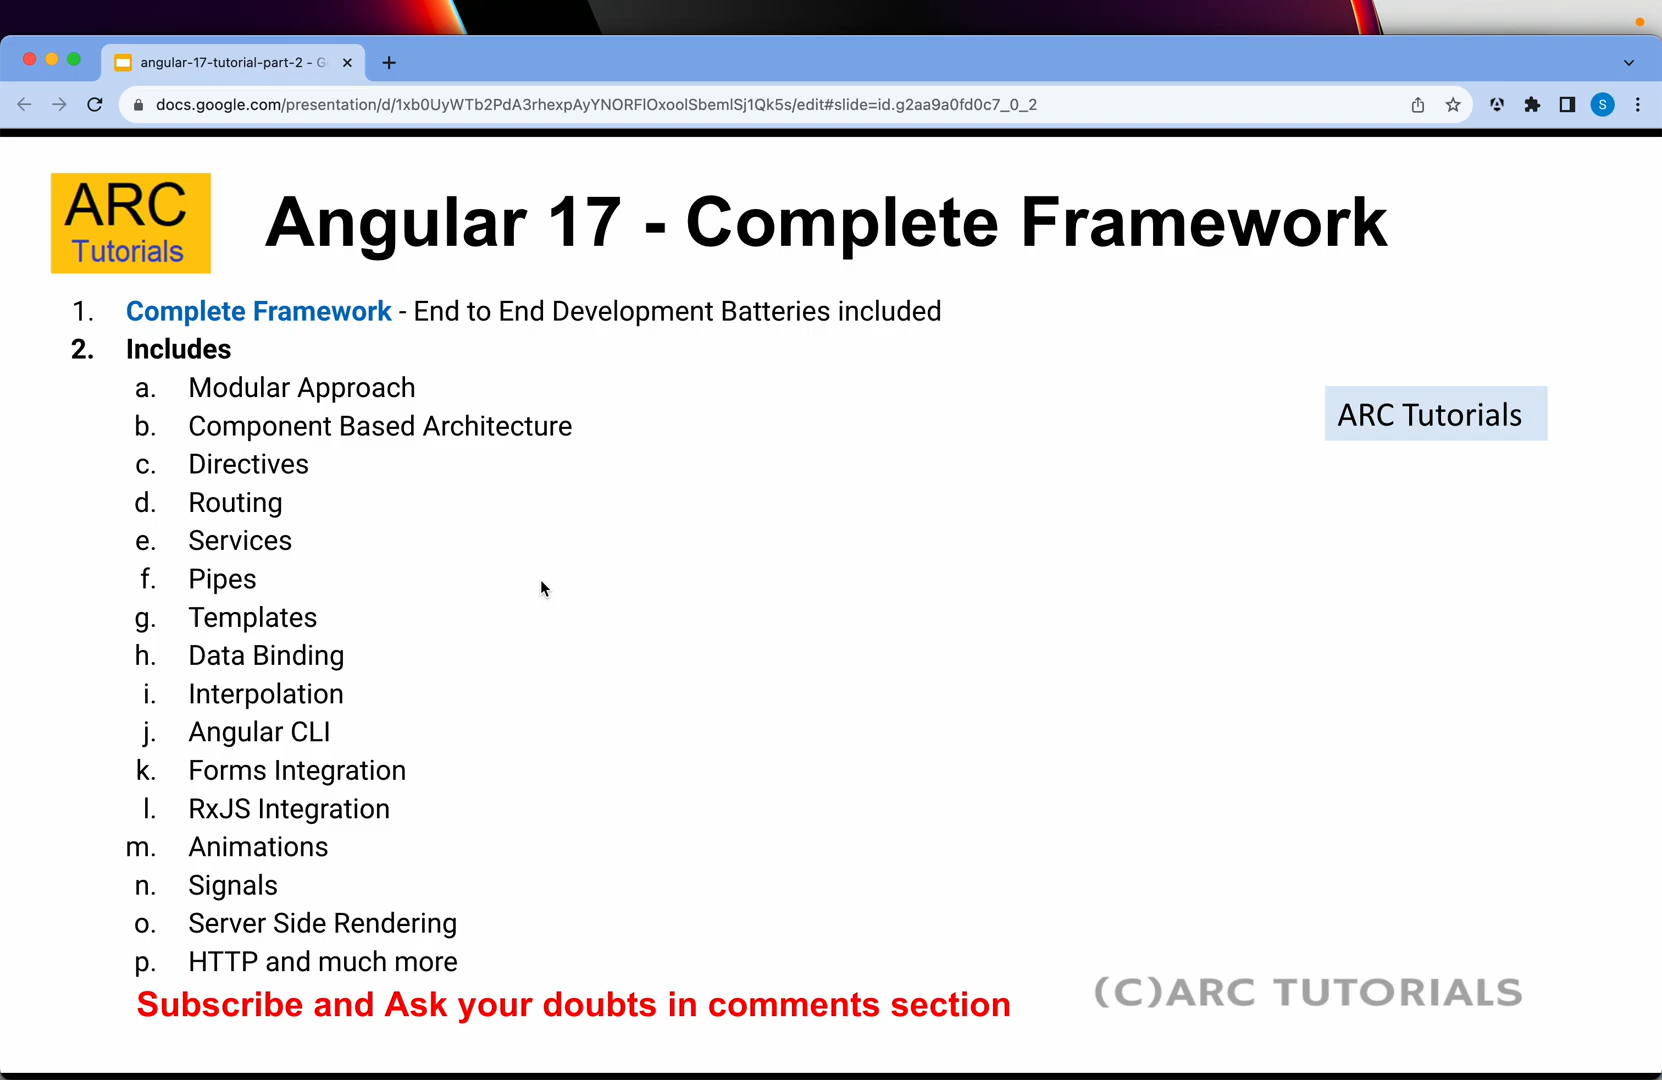 angular-17-tutorial-part-2 - G
docs.google.com/presentation/d/1xb0UyWTb2PdA3rhexpAyYNORFIOxoolSbemlSj1Qk5s/edit#slide=id.g2aa9a0fd0c7_0_2
S
ARC
Tutorials
Angular 17 - Complete Framework
1. Complete Framework - End to End Development Batteries included
2. Includes
a. Modular Approach
b. Component Based Architecture
ARC Tutorials
c. Directives
d. Routing
e. Services
f. Pipes
g. Templates
h. Data Binding
i. Interpolation
j. Angular CLI
k. Forms Integration
l. RxJS Integration
m. Animations
n. Signals
o. Server Side Rendering
p. HTTP and much more
Subscribe and Ask your doubts in comments section
(C)ARC TUTORIALS